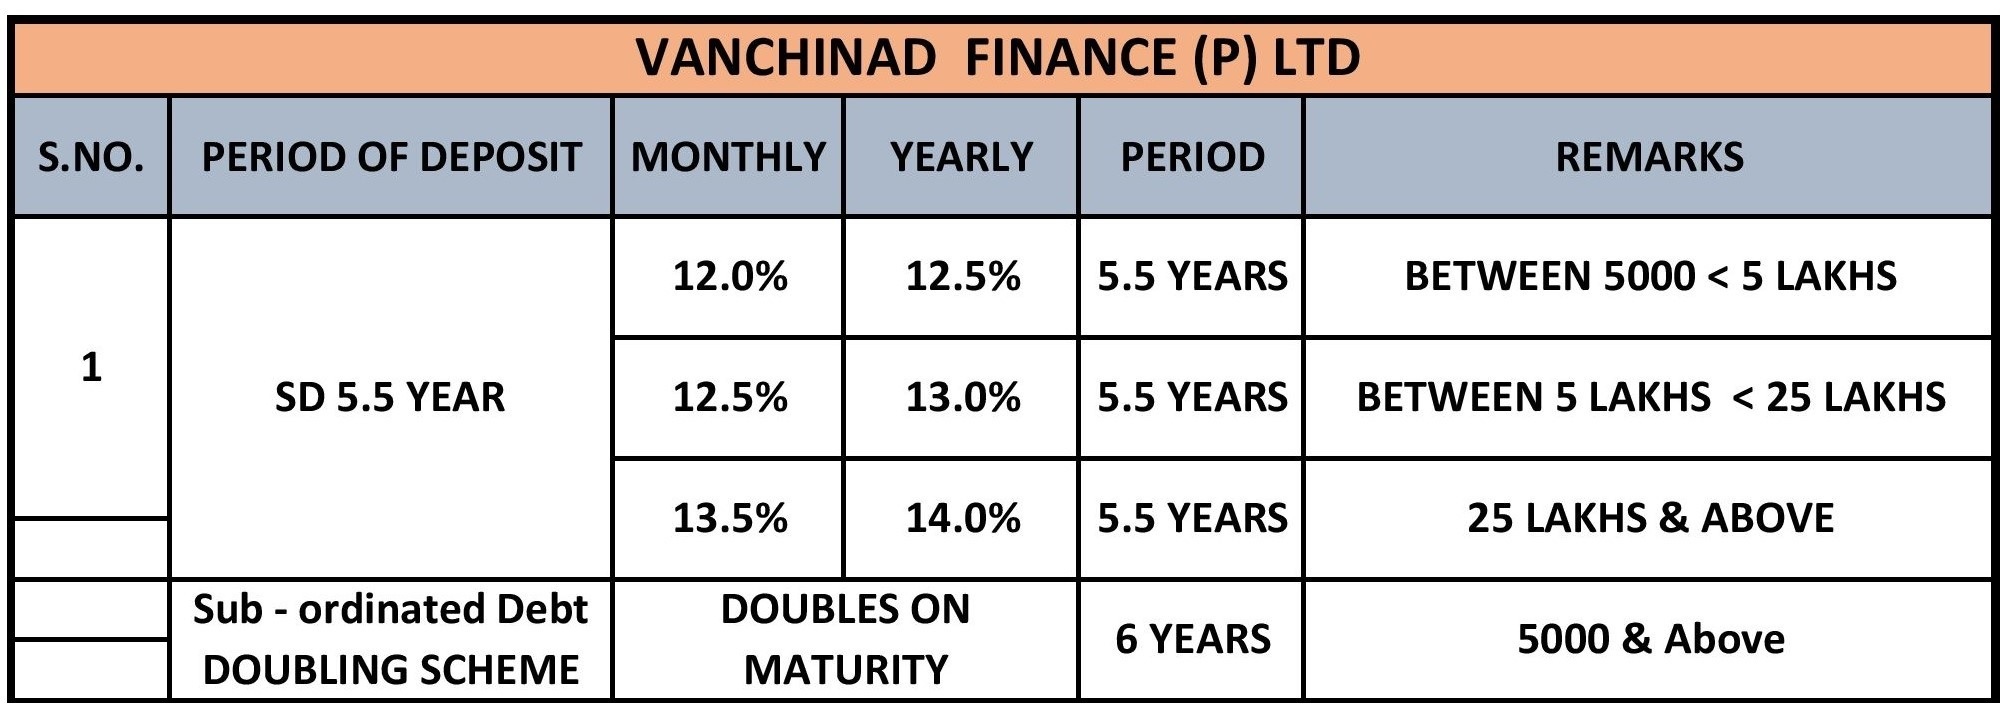 VANCHINAD  FINANCE (P) LTD
S.NO. PERIOD OF DEPOSIT MONTHLY YEARLY PERIOD REMARKS
1 SD 5.5 YEAR
12.0% 12.5% 5.5 YEARS BETWEEN 5000 < 5 LAKHS
12.5% 13.0% 5.5 YEARS BETWEEN 5 LAKHS  < 25 LAKHS
13.5% 14.0% 5.5 YEARS 25 LAKHS & ABOVE
Sub - ordinated Debt
DOUBLING SCHEME
DOUBLES ON
MATURITY
6 YEARS
5000 & Above